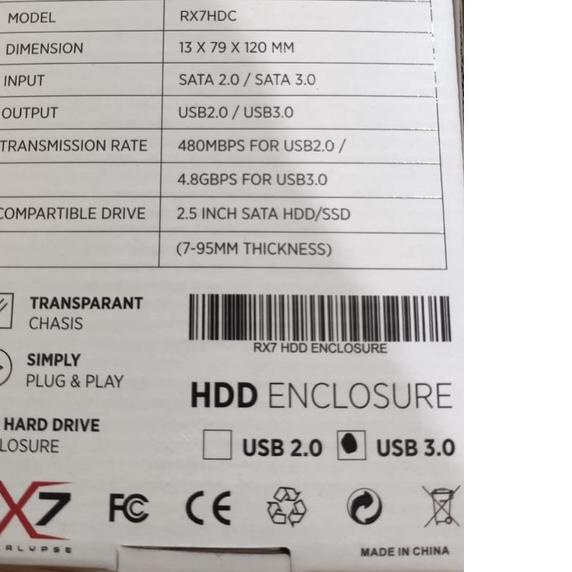 MODEL RX7HDC
DIMENSION 13 X 79 X 120 MM
INPUT SATA 2.0 / SATA 3.0
OUTPUT USB2.0 / USB3.0
TRANSMISSION RATE 480MBPS FOR USB2.0 /
4.8GBPS FOR USB3.0
COMPARTIBLE DRIVE 2.5 INCH SATA HDD/SSD
(7-95MM THICKNESS)
TRANSPARANT
CHASIS
RX7 HDD ENCLOSURE
SIMPLY
PLUG & PLAY
HDD ENCLOSURE
HARD DRIVE
LOSURE
USB 2.0 USB 3.0
X7 FC CE
ALYPSE
MADE IN CHINA